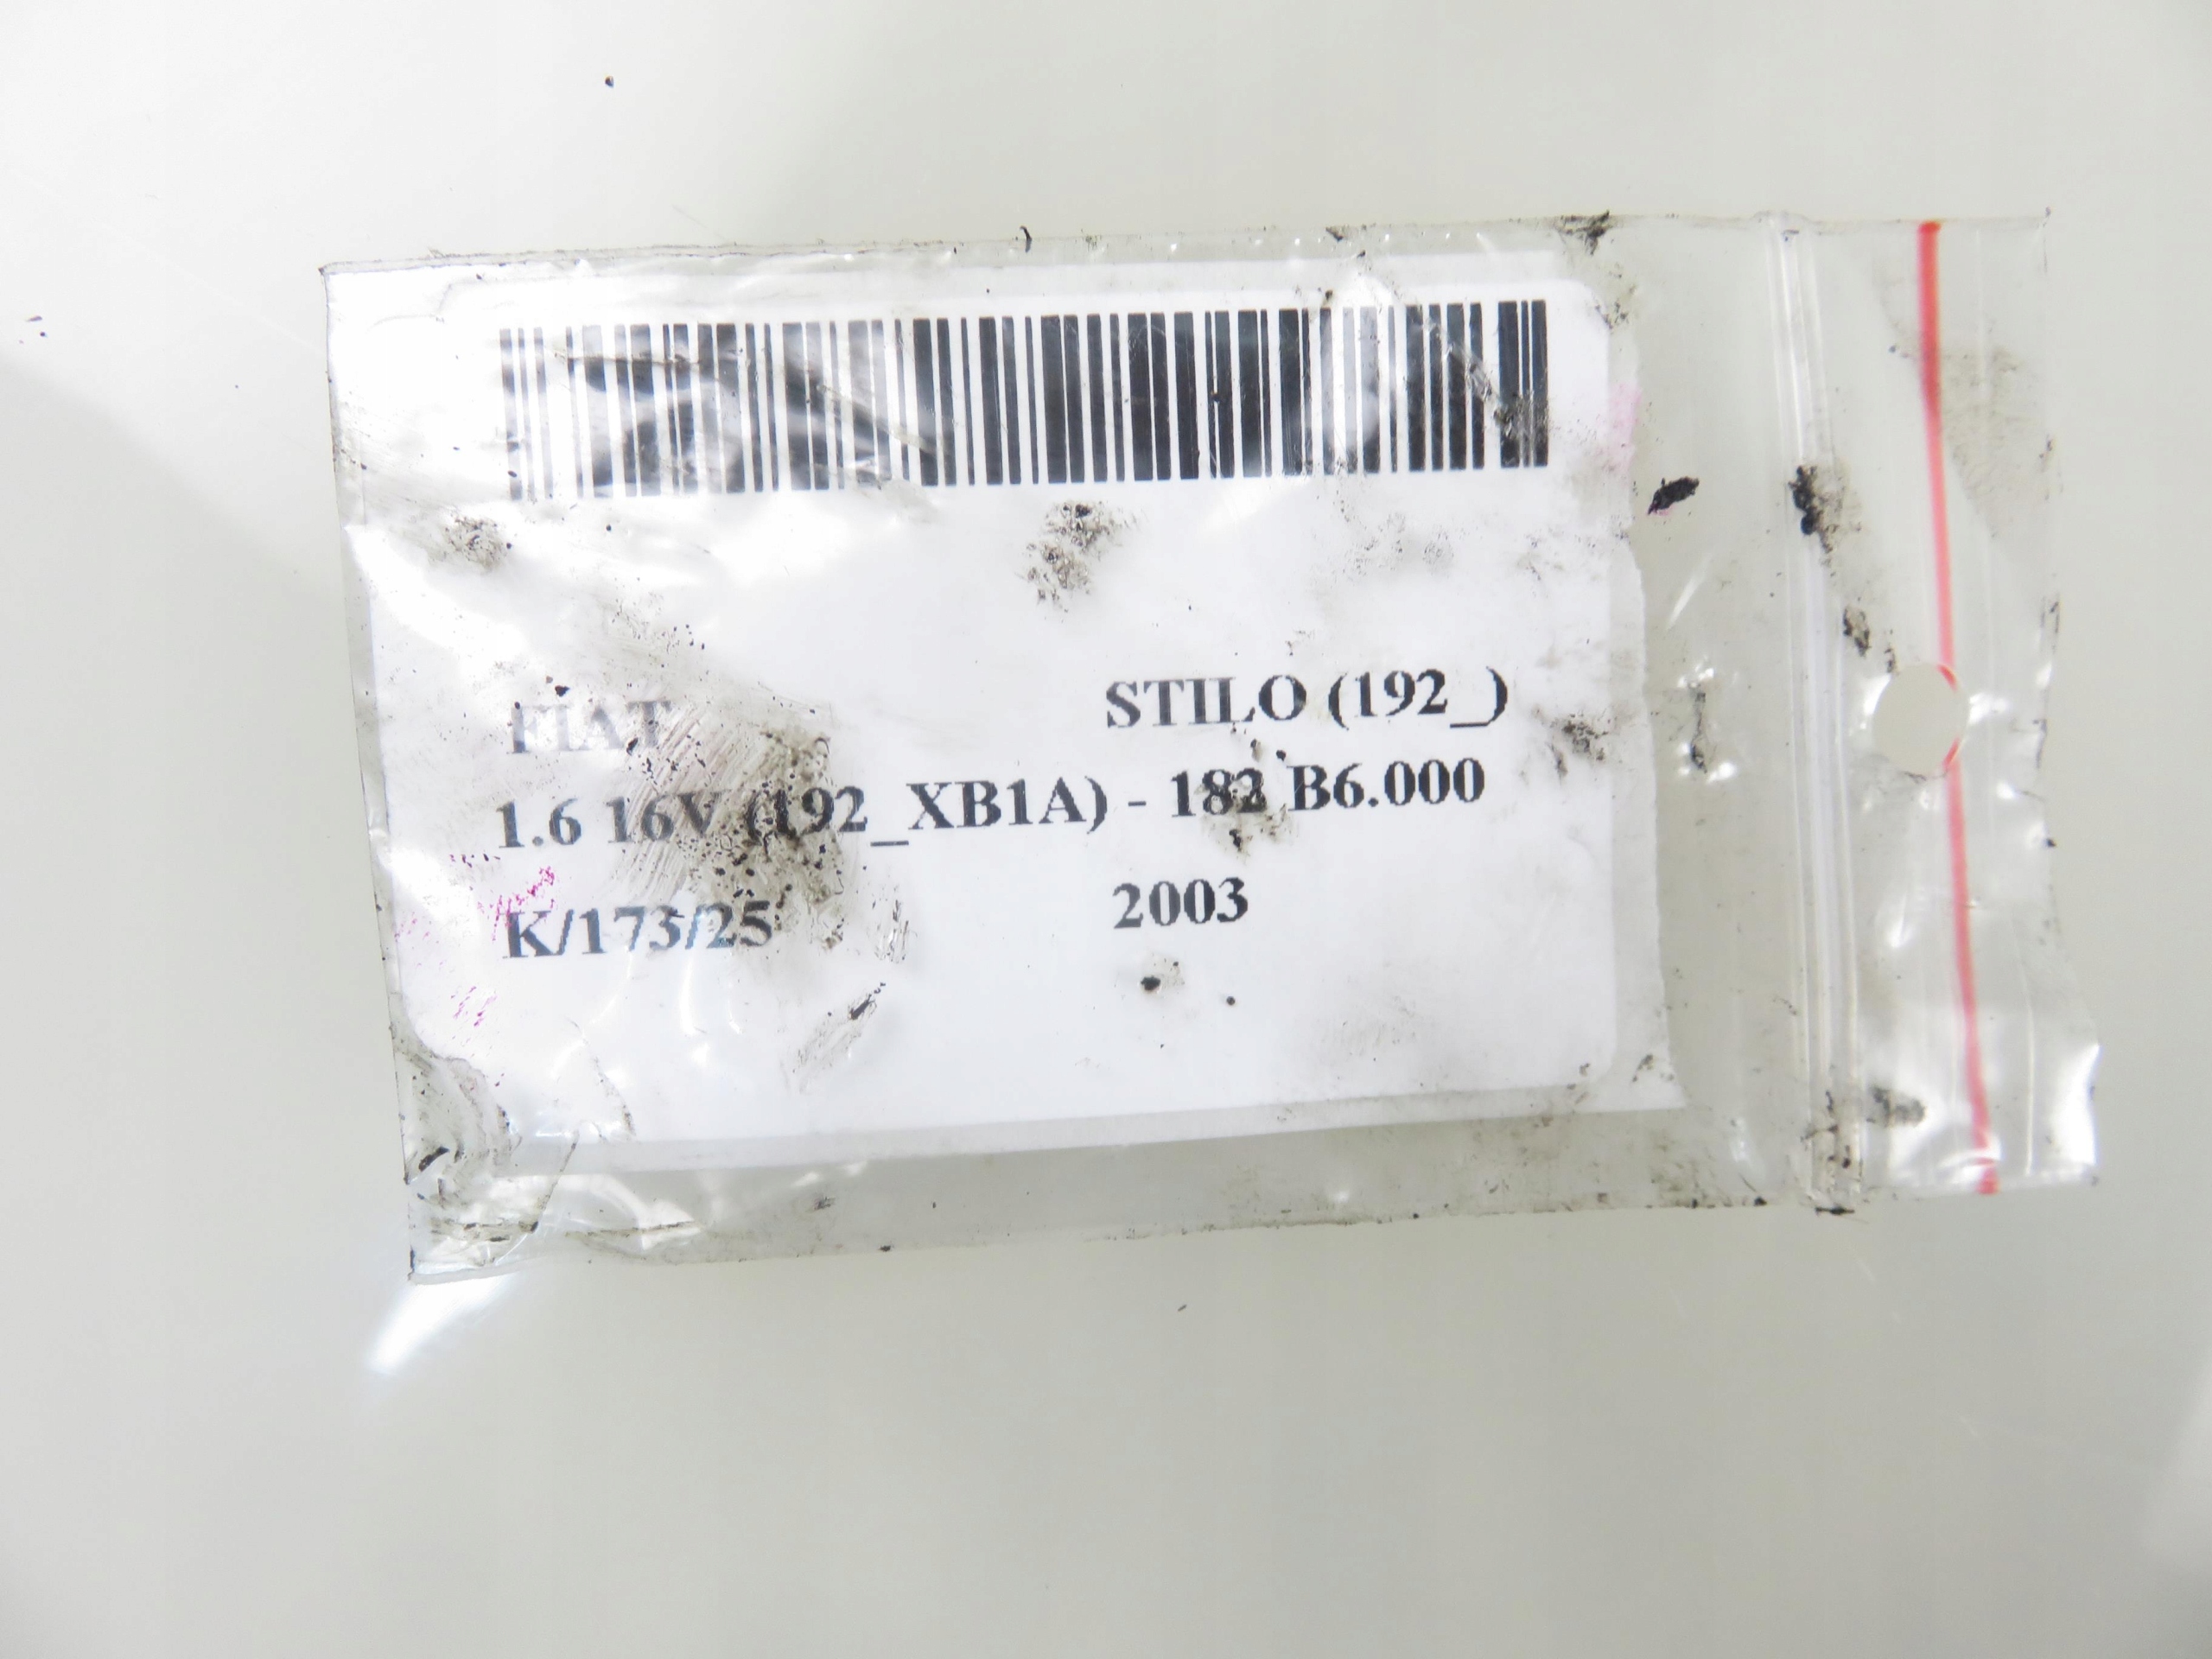 FIAT STILO (192_)
1.6 16V (192_XB1A) - 182 B6.000
K/173/25 2003